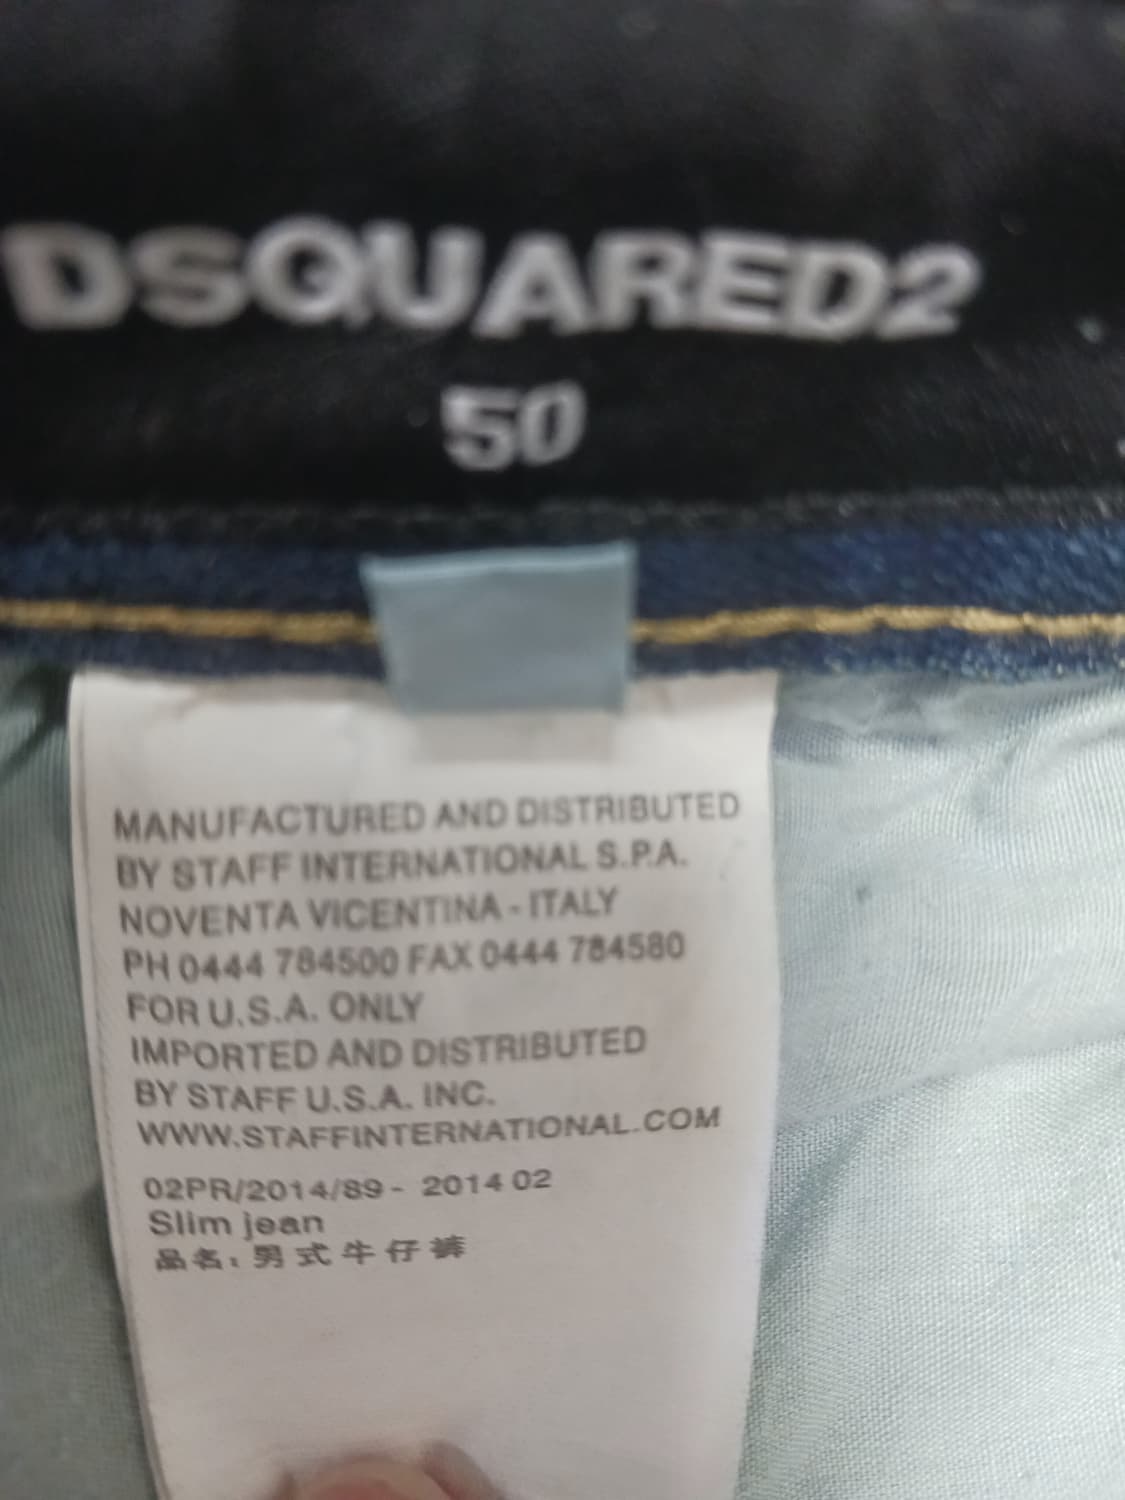 DSQUARED2
50
MANUFACTURED AND DISTRIBUTED
BY STAFF INTERNATIONAL S.P.A.
NOVENTA VICENTINA - ITALY
PH 0444 784500 FAX 0444 784580
FOR U.S.A. ONLY
IMPORTED AND DISTRIBUTED
BY STAFF U.S.A. INC.
WWW.STAFFINTERNATIONAL.COM
02PR/2014/89 - 2014 02
Slim jean
品名：男式牛仔裤